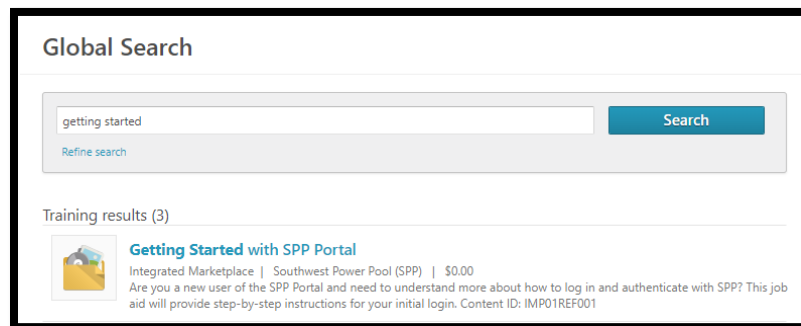 Global Search
getting started
Search
Refine search
Training results (3)
Getting Started with SPP Portal
Integrated Marketplace | Southwest Power Pool (SPP) | $0.00
Are you a new user of the SPP Portal and need to understand more about how to log in and authenticate with SPP? This job
aid will provide step-by-step instructions for your initial login. Content ID: IMP01REF001